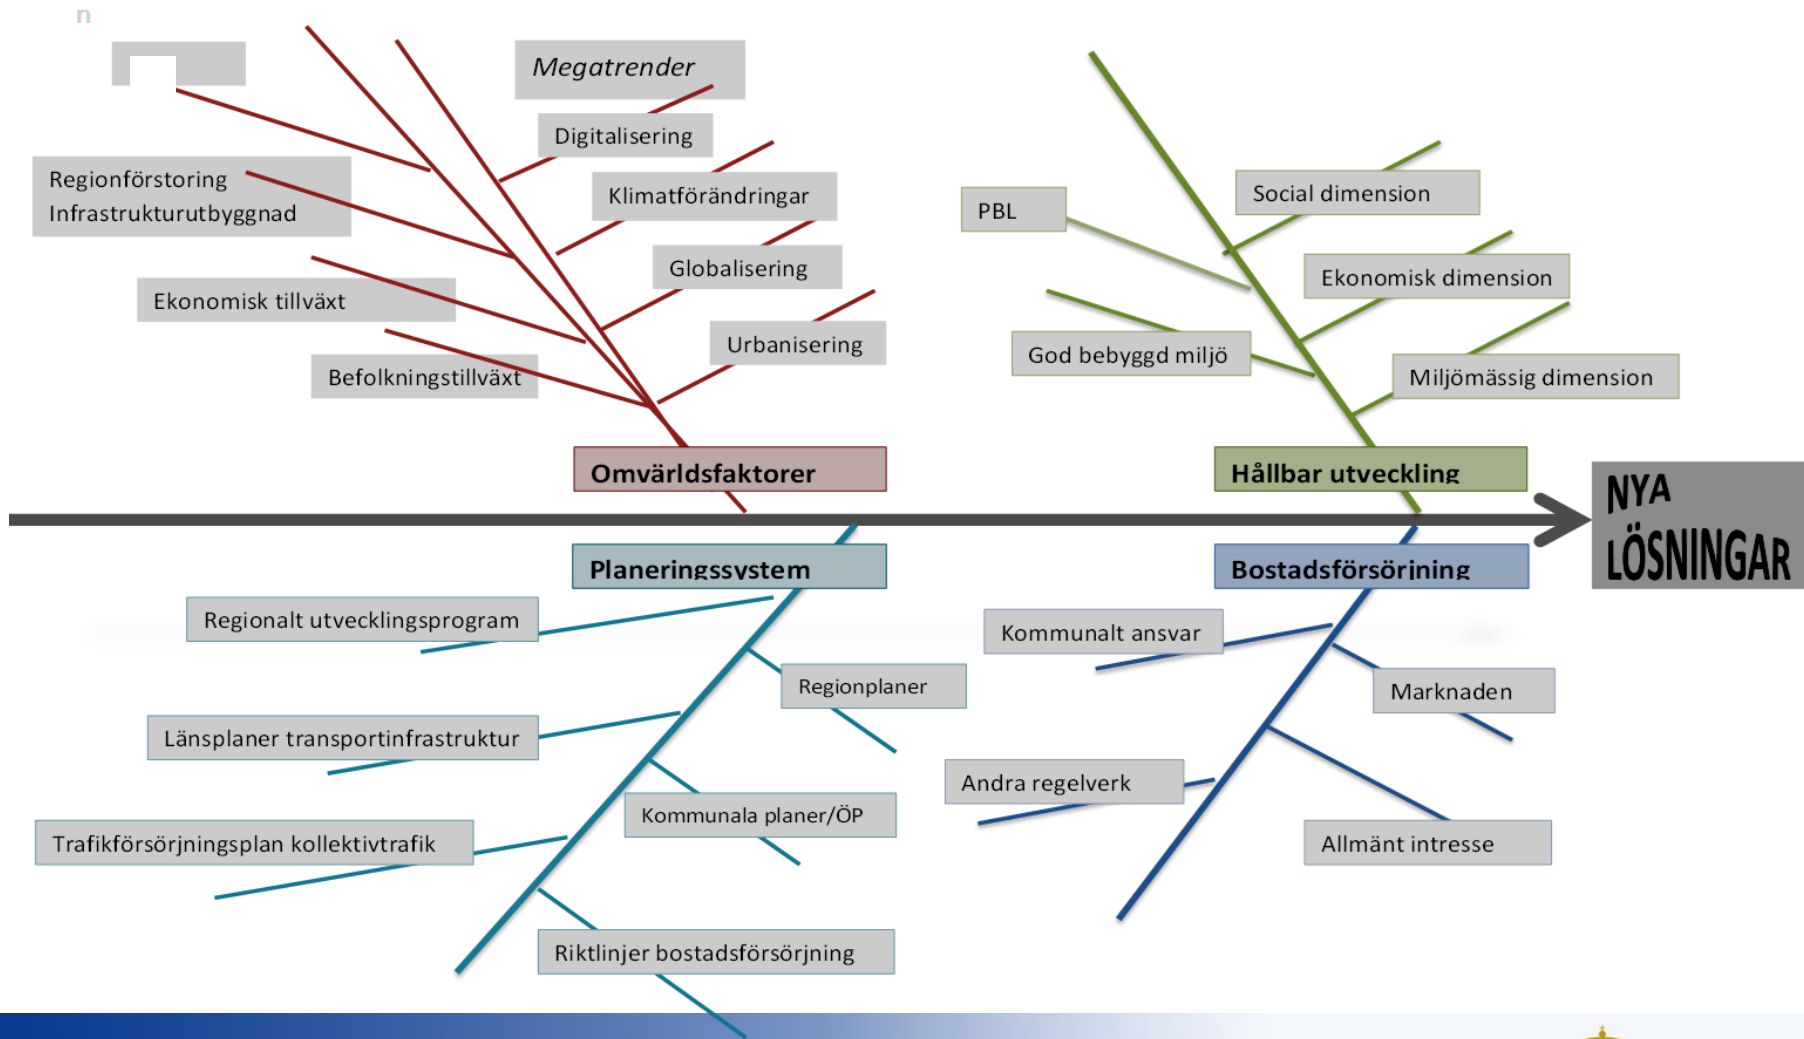 n
Megatrender
Digitalisering
Regionförstoring
Infrastrukturutbyggnad
Klimatförändringar
Globalisering
Ekonomisk tillväxt
Urbanisering
Befolkningstillväxt
Omvärldsfaktorer
Social dimension
PBL
Ekonomisk dimension
God bebyggd miljö
Miljömässig dimension
Hållbar utveckling
NYA
LÖSNINGAR
Planeringssystem
Regionalt utvecklingsprogram
Regionplaner
Länsplaner transportinfrastruktur
Kommunala planer/ÖP
Trafikförsörjningsplan kollektivtrafik
Riktlinjer bostadsförsörjning
Bostadsförsörjning
Kommunalt ansvar
Marknaden
Andra regelverk
Allmänt intresse